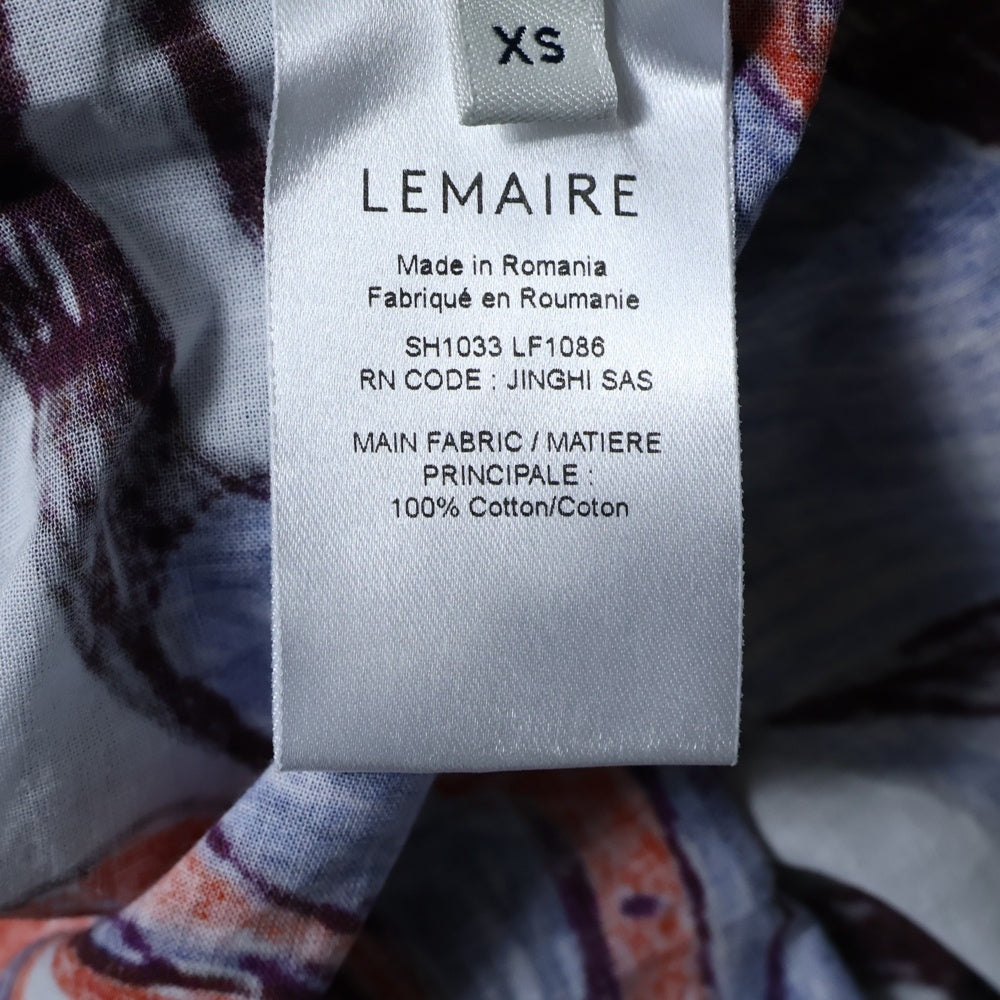 XS
LEMAIRE
Made in Romania
Fabriqué en Roumanie
SH1033 LF1086
RN CODE : JINGHI SAS
MAIN FABRIC / MATIERE
PRINCIPALE :
100% Cotton/Coton